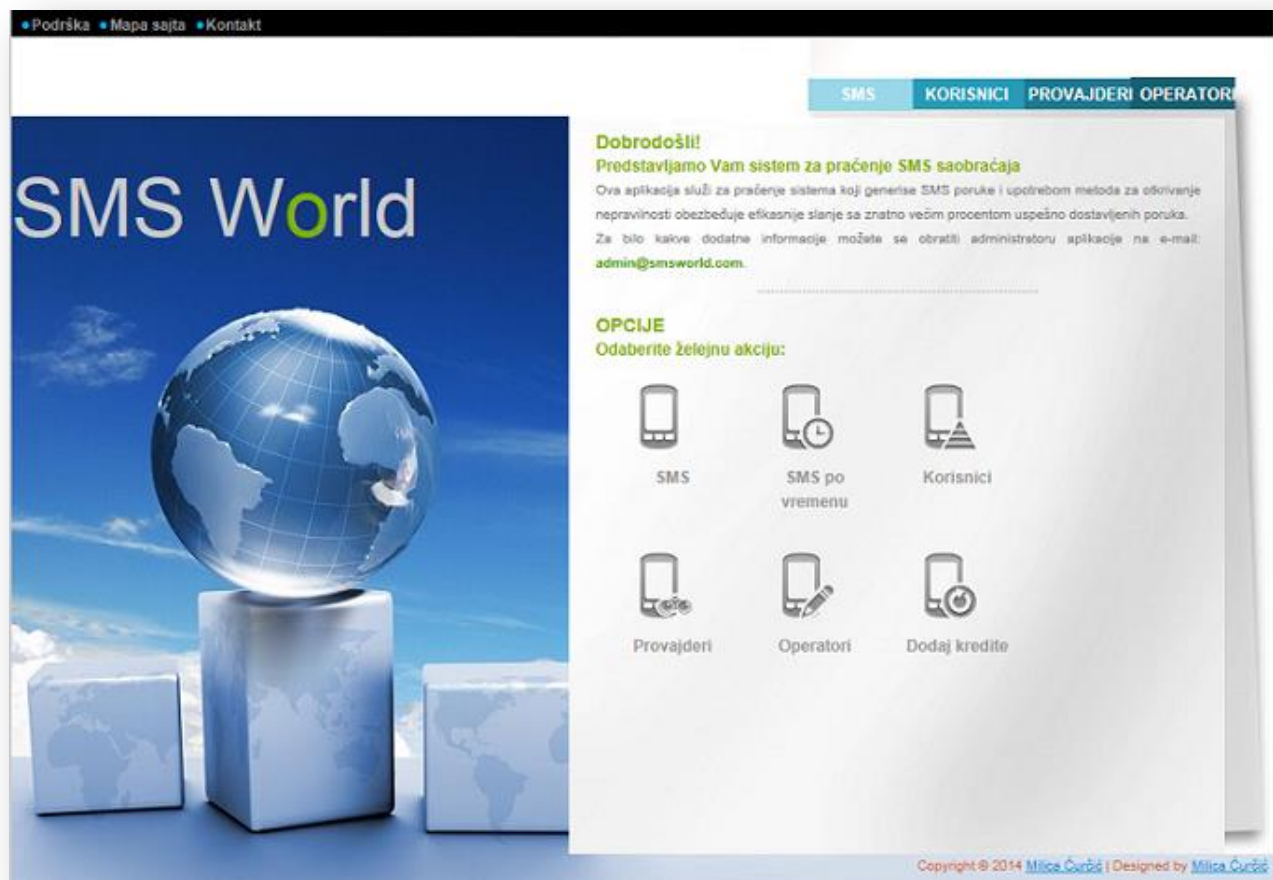 Podrška Mapa sajta Kontakt
SMS KORISNICI PROVAJDERI OPERATORI
SMS World
Dobrodošli!
Predstavljamo Vam sistem za praćenje SMS saobraćaja
Ova aplikacija služi za praćenje sistema koji generise SMS poruke i upotrebom metoda za otkrivanje
nepravilnosti obezbeđuje efikasnije slanje sa znatno većim procentom uspešno dostavljenih poruka.
Za bilo kakve dodatne informacije možete se obratiti administratoru aplikacije na e-mail:
admin@smsworld.com.
OPCIJE
Odaberite želejnu akciju:
SMS
SMS po
vremenu
Korisnici
Provajderi
Operatori
Dodaj kredite
Copyright © 2014 Milica Ćurčić | Designed by Milica Ćurčić